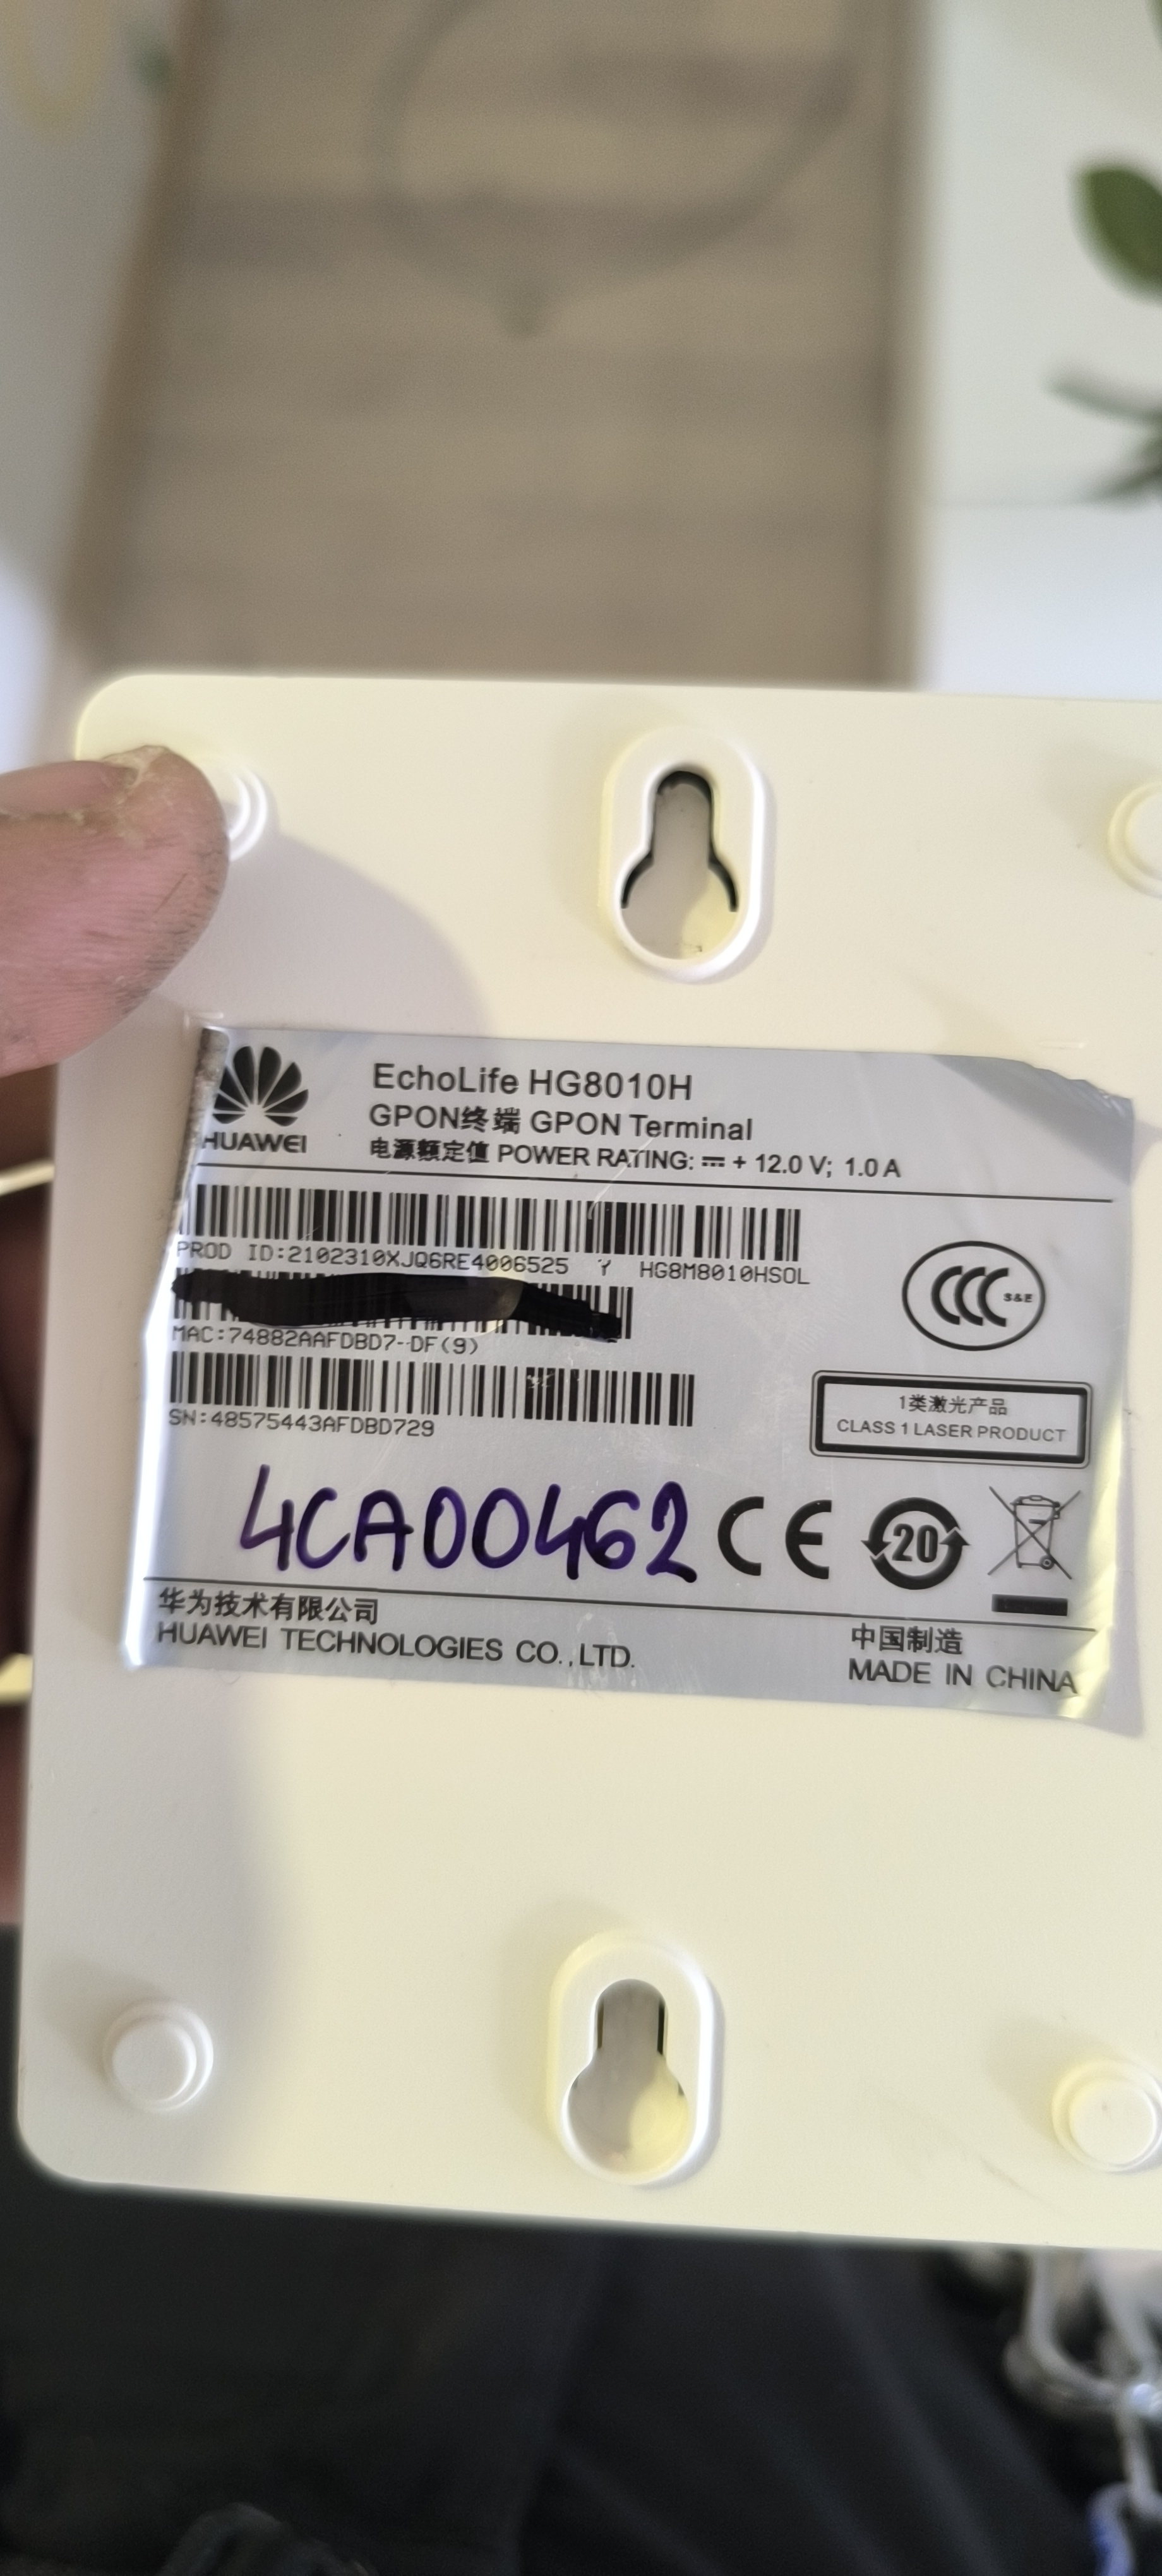 HUAWEI
EchoLife HG8010H
GPON终端 GPON Terminal
电源额定值 POWER RATING: ⎓ + 12.0 V; 1.0 A
PROD ID:2102310XJQ6RE4006525 Y HG8M8010HSOL
MAC:74882AAFDBD7--DF(9)
SN:48575443AFDBD729
CCC S&E
1类激光产品
CLASS 1 LASER PRODUCT
4CA00462
CE
20
华为技术有限公司
HUAWEI TECHNOLOGIES CO.,LTD.
中国制造
MADE IN CHINA